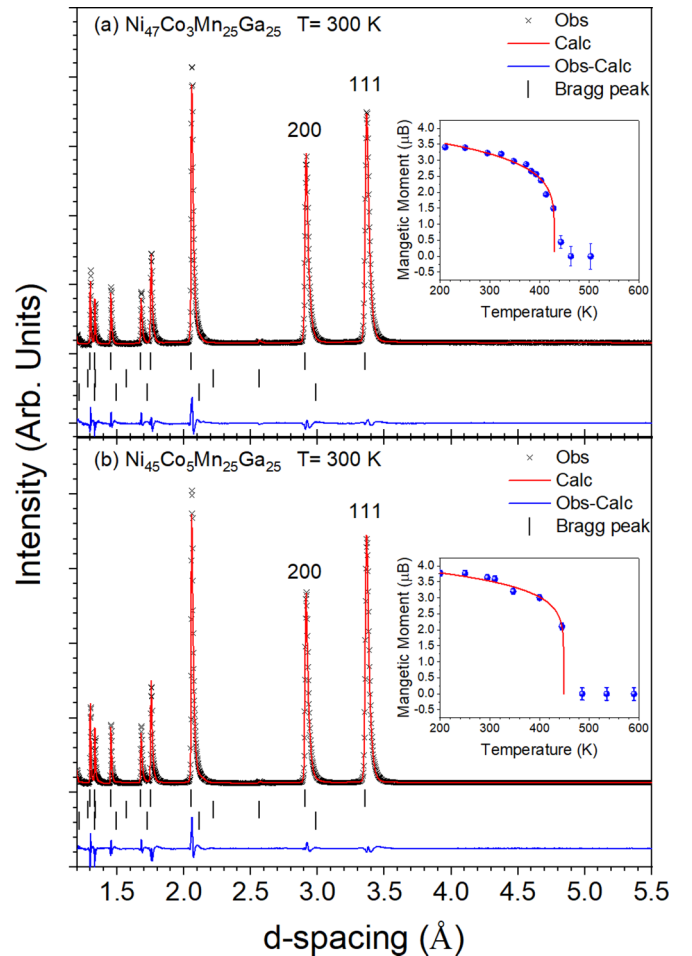 (a) Ni₄₇Co₃Mn₂₅Ga₂₅ T= 300 K
Obs
Calc
Obs-Calc
Bragg peak
111
200
4.0
3.5
3.0
2.5
2.0
1.5
1.0
0.5
0.0
-0.5
Mangetic Moment (μB)
200 300 400 500 600
Temperature (K)
(b) Ni₄₅Co₅Mn₂₅Ga₂₅ T= 300 K
Obs
Calc
Obs-Calc
Bragg peak
111
200
4.0
3.5
3.0
2.5
2.0
1.5
1.0
0.5
0.0
-0.5
Mangetic Moment (μB)
200 300 400 500 600
Temperature (K)
Intensity (Arb. Units)
1.5 2.0 2.5 3.0 3.5 4.0 4.5 5.0 5.5
d-spacing (Å)